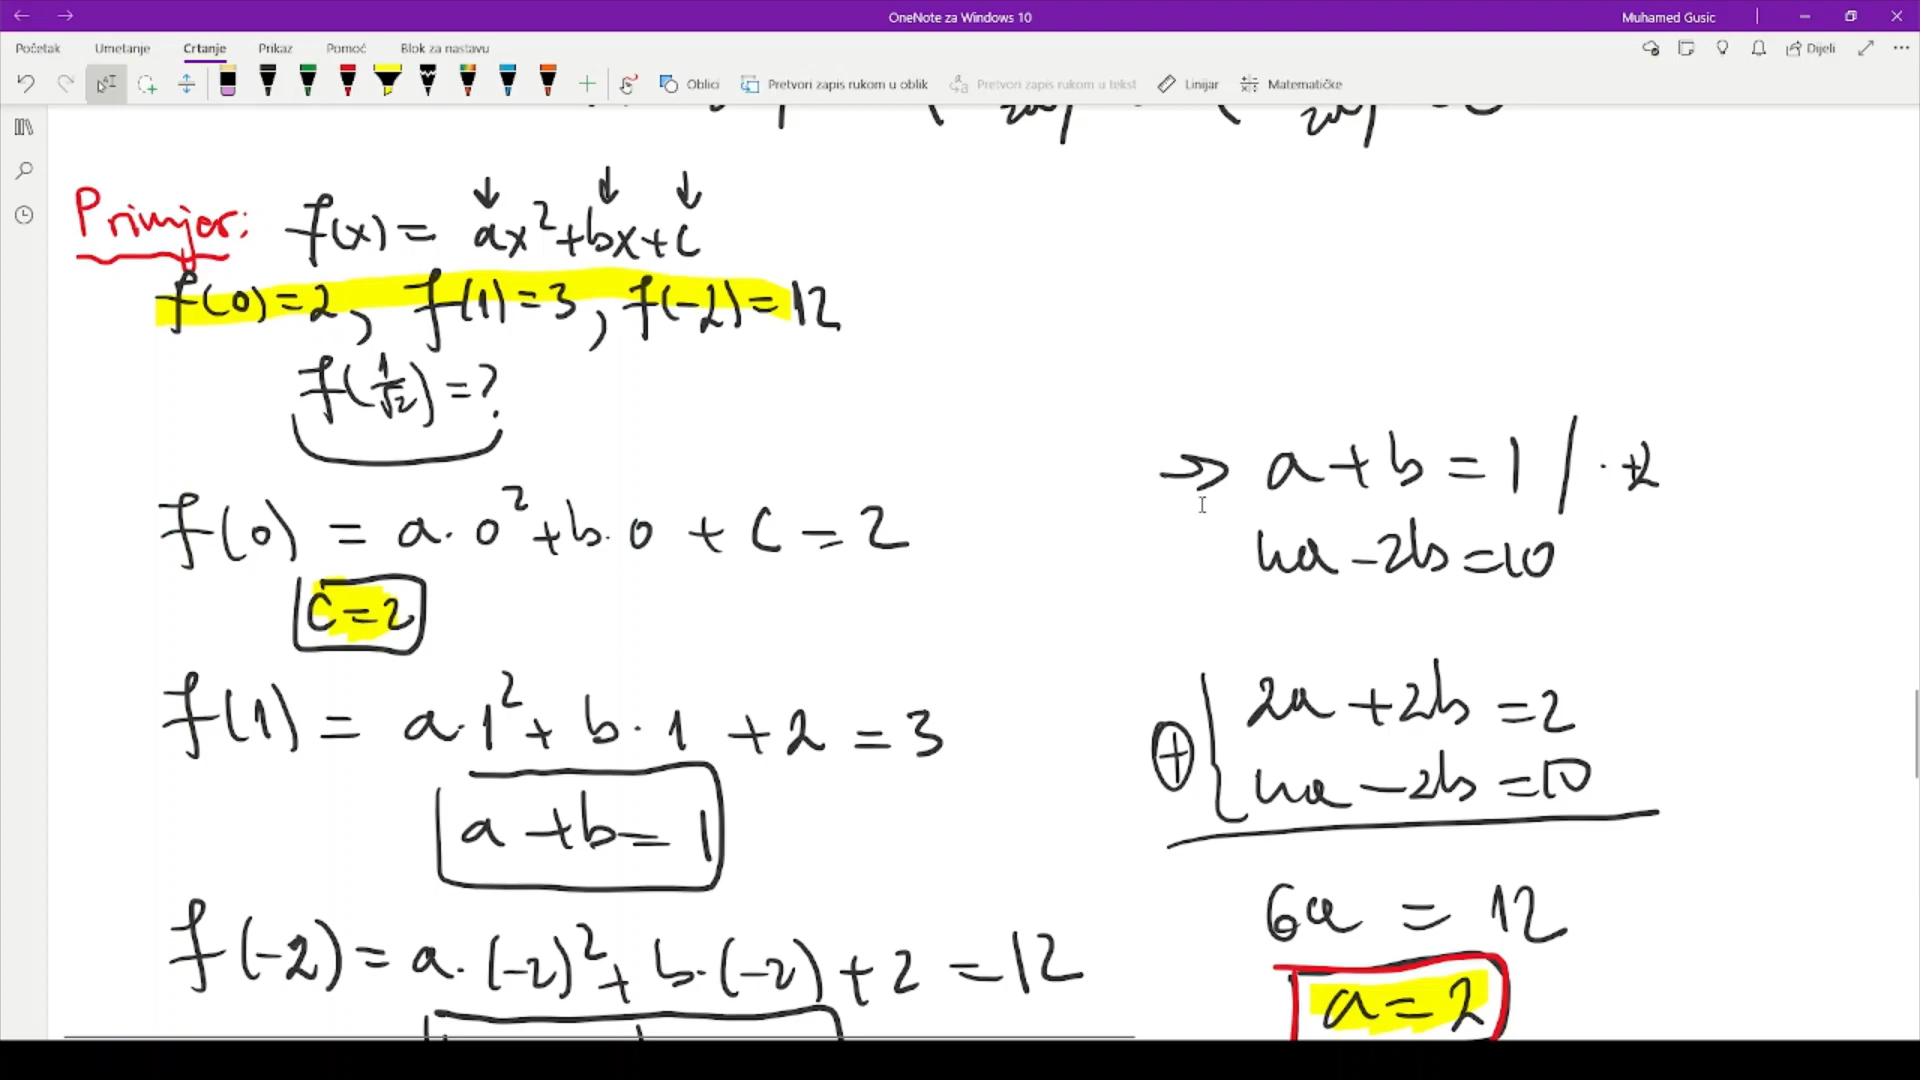 OneNote za Windows 10
Muhamed Gusic
Početak Umetanje Crtanje Prikaz Pomoć Blok za nastavu
Dijeli
Oblici Pretvori zapis rukom u oblik Pretvori zapis rukom u tekst Linijar Matematičke
Primjer: f(x) = ax²+bx+c
f(0)=2, f(1)=3, f(-2)=12
f(1/√2)=?
f(0) = a·0²+b·0 + c = 2
c=2
f(1) = a·1²+ b·1 +2 = 3
a+b=1
f(-2)= a·(-2)²+ b·(-2)+2 =12
a+b=1 /·2
4a-2b=10
2a+2b=2
4a-2b=10
6a = 12
a=2